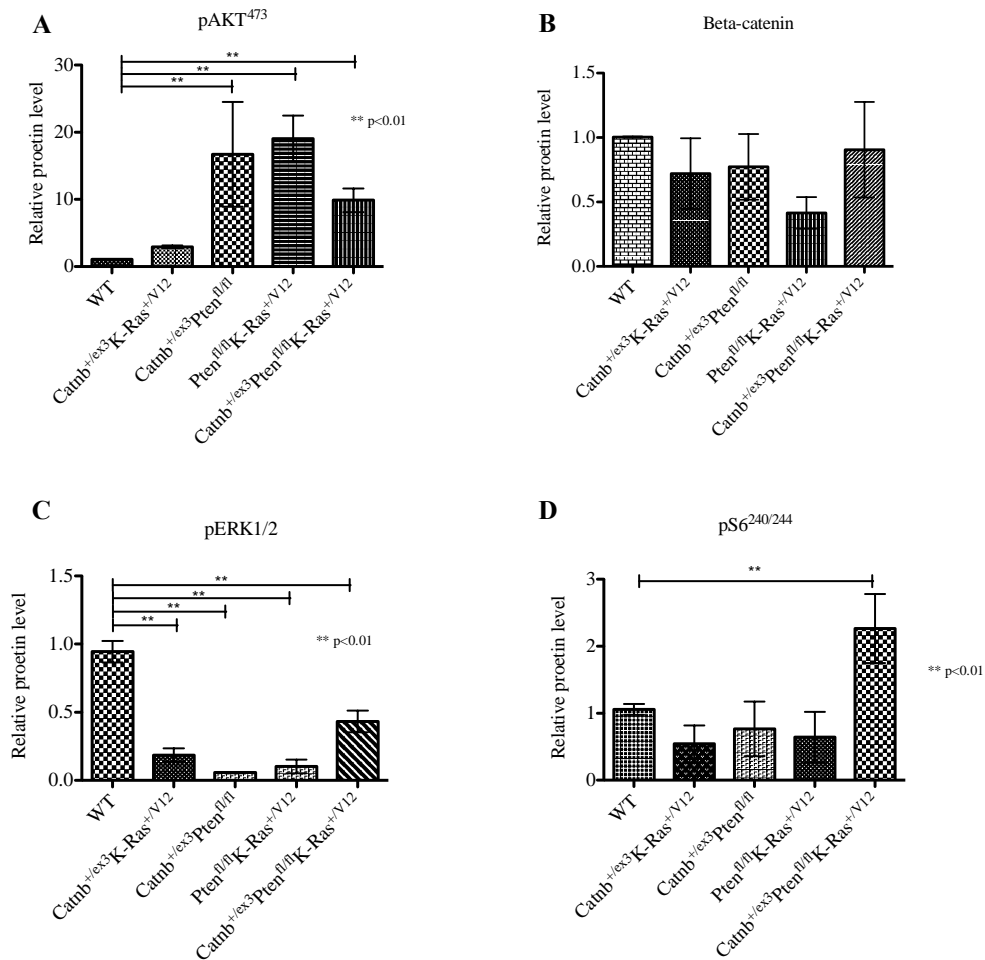 A
pAKT473
Relative proetin level
30
20
10
0
**
**
**
** p<0.01
WT
Catnb+/ex3K-Ras+/V12
Catnb+/ex3Ptenfl/fl
Ptenfl/flK-Ras+/V12
Catnb+/ex3Ptenfl/flK-Ras+/V12
B
Beta-catenin
Relative proetin level
1.5
1.0
0.5
0.0
WT
Catnb+/ex3K-Ras+/V12
Catnb+/ex3Ptenfl/fl
Ptenfl/flK-Ras+/V12
Catnb+/ex3Ptenfl/flK-Ras+/V12
C
pERK1/2
Relative proetin level
1.5
1.0
0.5
0.0
**
**
**
**
** p<0.01
WT
Catnb+/ex3K-Ras+/V12
Catnb+/ex3Ptenfl/fl
Ptenfl/flK-Ras+/V12
Catnb+/ex3Ptenfl/flK-Ras+/V12
D
pS6240/244
Relative proetin level
3
2
1
0
**
** p<0.01
WT
Catnb+/ex3K-Ras+/V12
Catnb+/ex3Ptenfl/fl
Ptenfl/flK-Ras+/V12
Catnb+/ex3Ptenfl/flK-Ras+/V12